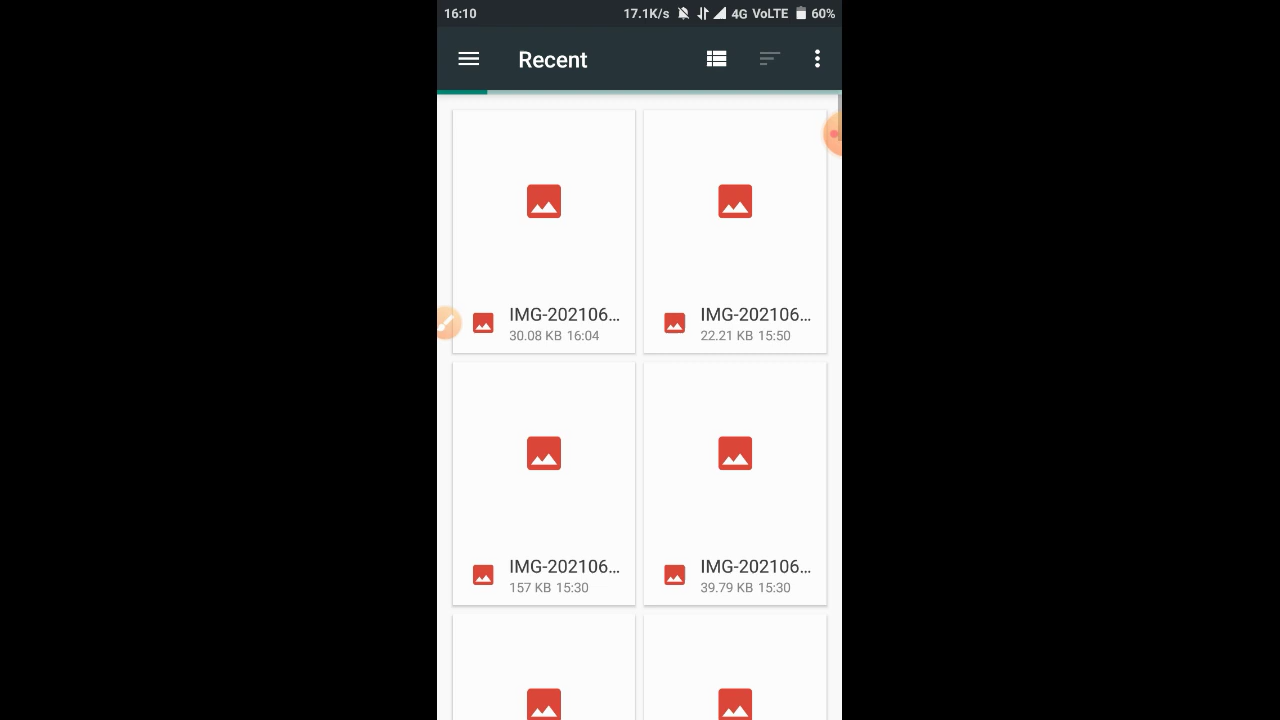 16:10 17.1K/s 4G VoLTE 60%
Recent
IMG-202106... IMG-202106...
30.08 KB 16:04 22.21 KB 15:50
IMG-202106... IMG-202106...
157 KB 15:30 39.79 KB 15:30